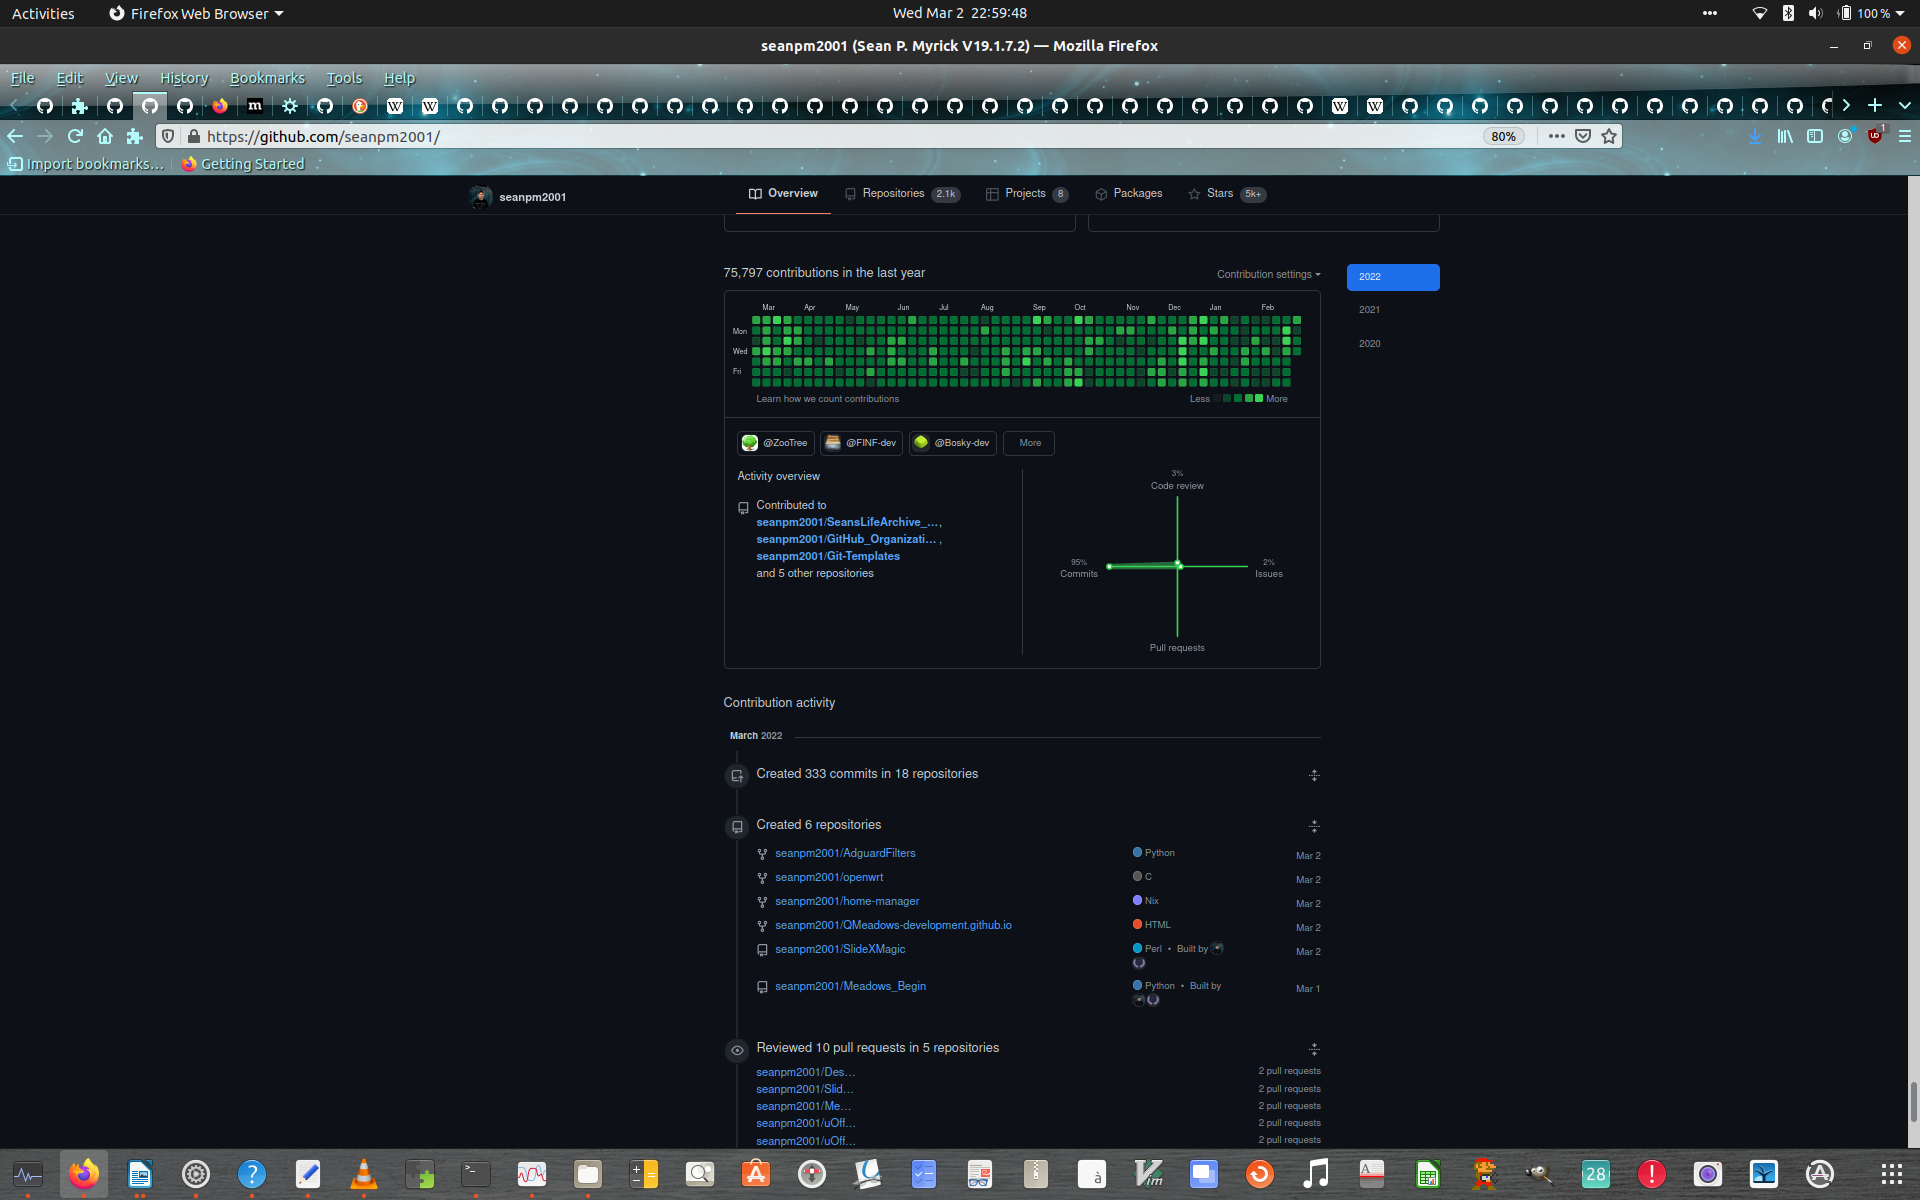 Activities
Firefox Web Browser
Wed Mar 2 22:59:48
100 %
seanpm2001 (Sean P. Myrick V19.1.7.2) — Mozilla Firefox
File Edit View History Bookmarks Tools Help
https://github.com/seanpm2001/
80%
1
Import bookmarks…
Getting Started
seanpm2001
Overview
Repositories 2.1k
Projects 8
Packages
Stars 5k+
75,797 contributions in the last year
Contribution settings
2022
2021
2020
Mar Apr May Jun Jul Aug Sep Oct Nov Dec Jan Feb
Mon
Wed
Fri
Learn how we count contributions
Less
More
@ZooTree
@FINF-dev
@Bosky-dev
More
Activity overview
Contributed to
seanpm2001/SeansLifeArchive_… ,
seanpm2001/GitHub_Organizati… ,
seanpm2001/Git-Templates
and 5 other repositories
3%
Code review
95%
Commits
2%
Issues
Pull requests
Contribution activity
March 2022
Created 333 commits in 18 repositories
Created 6 repositories
seanpm2001/AdguardFilters Python Mar 2
seanpm2001/openwrt C Mar 2
seanpm2001/home-manager Nix Mar 2
seanpm2001/QMeadows-development.github.io HTML Mar 2
seanpm2001/SlideXMagic Perl • Built by Mar 2
seanpm2001/Meadows_Begin Python • Built by Mar 1
Reviewed 10 pull requests in 5 repositories
seanpm2001/Des… 2 pull requests
seanpm2001/Slid… 2 pull requests
seanpm2001/Me… 2 pull requests
seanpm2001/uOff… 2 pull requests
seanpm2001/uOff… 2 pull requests
28